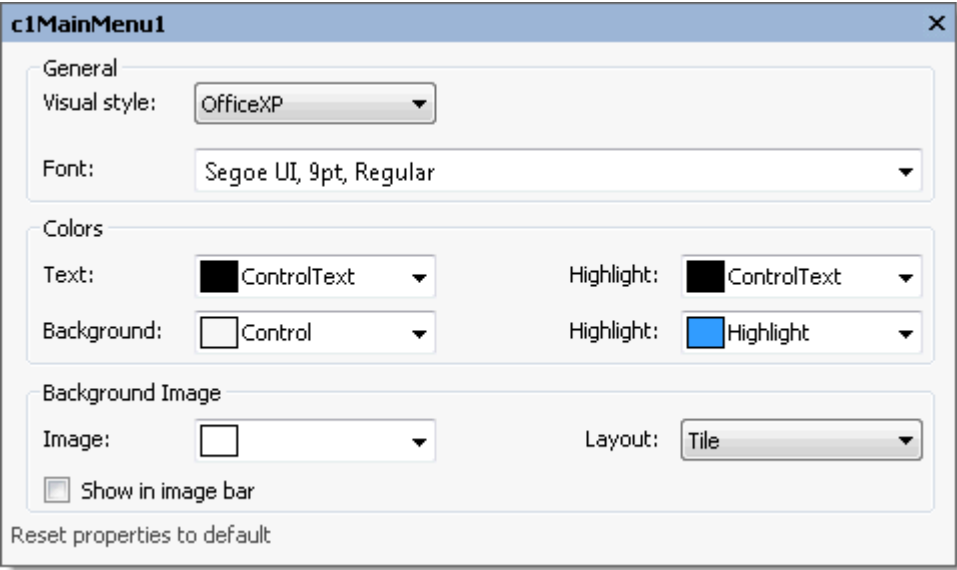 c1MainMenu1
General
Visual style: OfficeXP
Font: Segoe UI, 9pt, Regular
Colors
Text: ControlText Highlight: ControlText
Background: Control Highlight: Highlight
Background Image
Image: Layout: Tile
Show in image bar
Reset properties to default